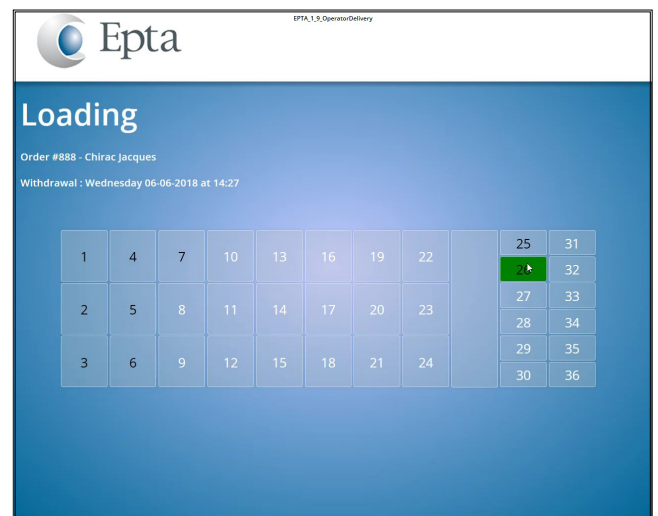 EPTA_1_9_OperatorDelivery
Epta
Loading
Order #888 - Chirac Jacques
Withdrawal : Wednesday 06-06-2018 at 14:27
1 4 7 10 13 16 19 22
2 5 8 11 14 17 20 23
3 6 9 12 15 18 21 24
25 31
26 32
27 33
28 34
29 35
30 36